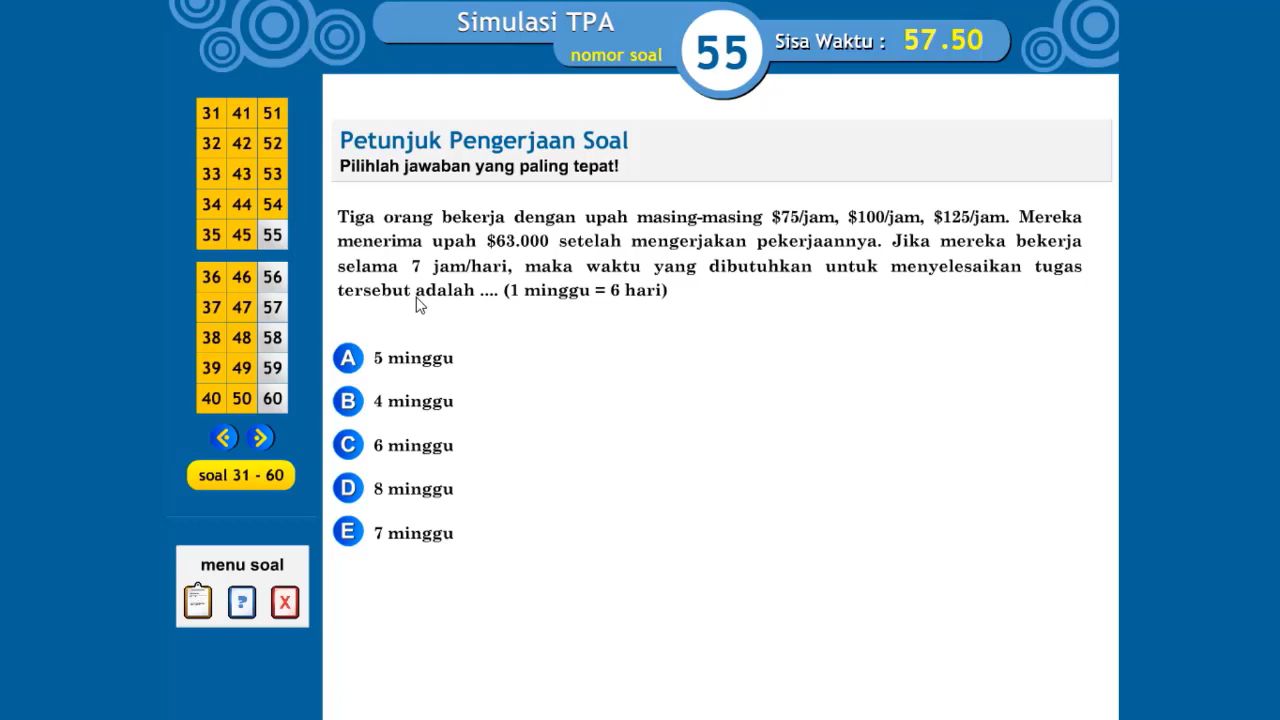 Simulasi TPA
nomor soal
55
Sisa Waktu : 57.50
31 41 51
32 42 52
33 43 53
34 44 54
35 45 55
36 46 56
37 47 57
38 48 58
39 49 59
40 50 60
soal 31 - 60
menu soal
?
X
Petunjuk Pengerjaan Soal
Pilihlah jawaban yang paling tepat!
Tiga orang bekerja dengan upah masing-masing $75/jam, $100/jam, $125/jam. Mereka
menerima upah $63.000 setelah mengerjakan pekerjaannya. Jika mereka bekerja
selama 7 jam/hari, maka waktu yang dibutuhkan untuk menyelesaikan tugas
tersebut adalah .... (1 minggu = 6 hari)
A 5 minggu
B 4 minggu
C 6 minggu
D 8 minggu
E 7 minggu